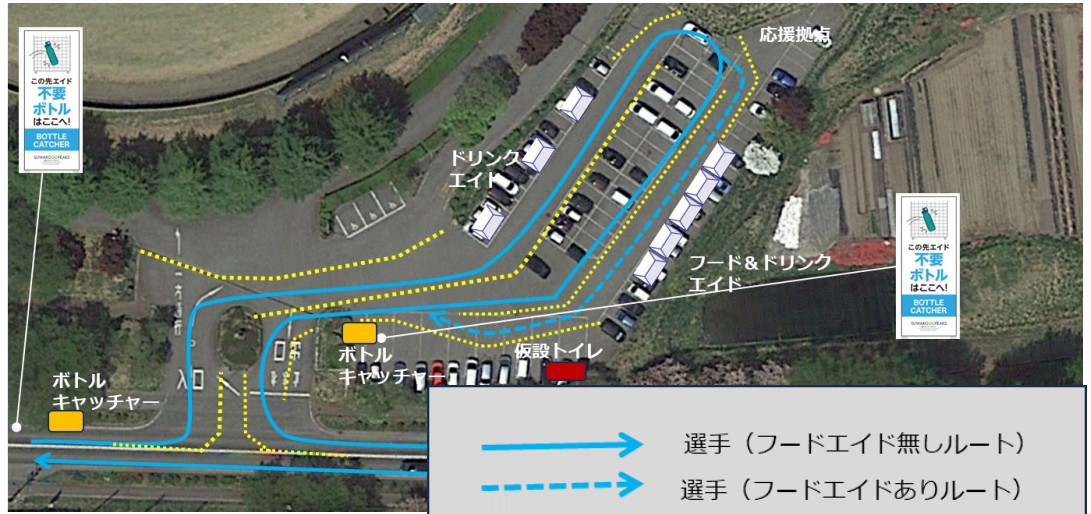 この先エイド
不要
ボトル
はここへ!
BOTTLE
CATCHER
SUWAKO8PEAKS
応援拠点
ドリンク
エイド
この先エイド
不要
ボトル
はここへ!
BOTTLE
CATCHER
SUWAKO8PEAKS
フード&ドリンク
エイド
ボトル
キャッチャー
仮設トイレ
ボトル
キャッチャー
選手(フードエイド無しルート)
選手(フードエイドありルート)